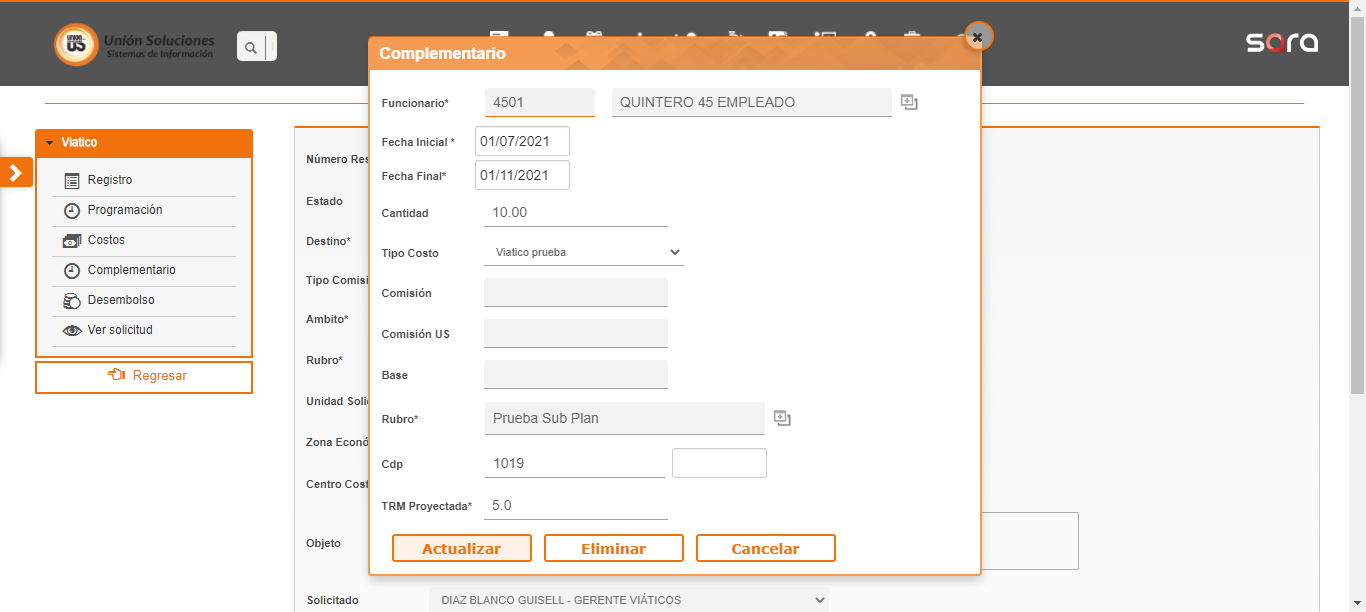 Unión Soluciones
Sistemas de Información
sara
Viatico
Registro
Programación
Costos
Complementario
Desembolso
Ver solicitud
Regresar
Número Res
Estado
Destino*
Tipo Comisi
Ambito*
Rubro*
Unidad Soli
Zona Econó
Centro Cost
Objeto
Solicitado DIAZ BLANCO GUISELL - GERENTE VIÁTICOS
Complementario
Funcionario* 4501 QUINTERO 45 EMPLEADO
Fecha Inicial * 01/07/2021
Fecha Final* 01/11/2021
Cantidad 10.00
Tipo Costo Viatico prueba
Comisión
Comisión US
Base
Rubro* Prueba Sub Plan
Cdp 1019
TRM Proyectada* 5.0
Actualizar Eliminar Cancelar